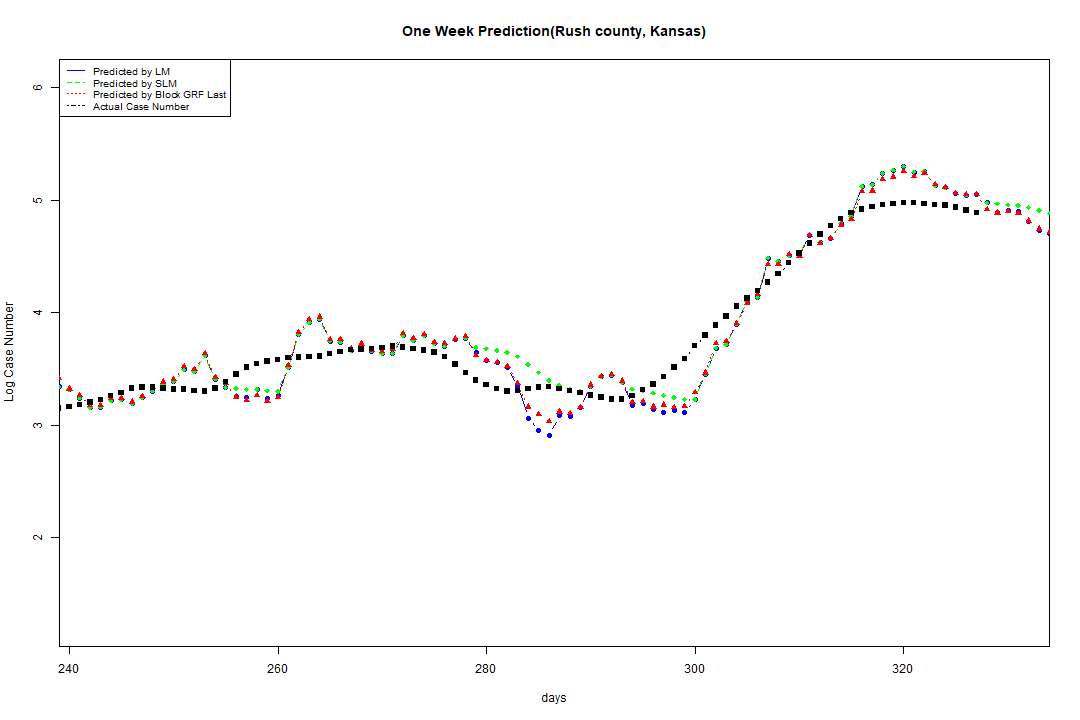 One Week Prediction(Rush county, Kansas)
Predicted by LM
Predicted by SLM
Predicted by Block GRF Last
Actual Case Number
6
5
4
3
2
Log Case Number
240 260 280 300 320
days